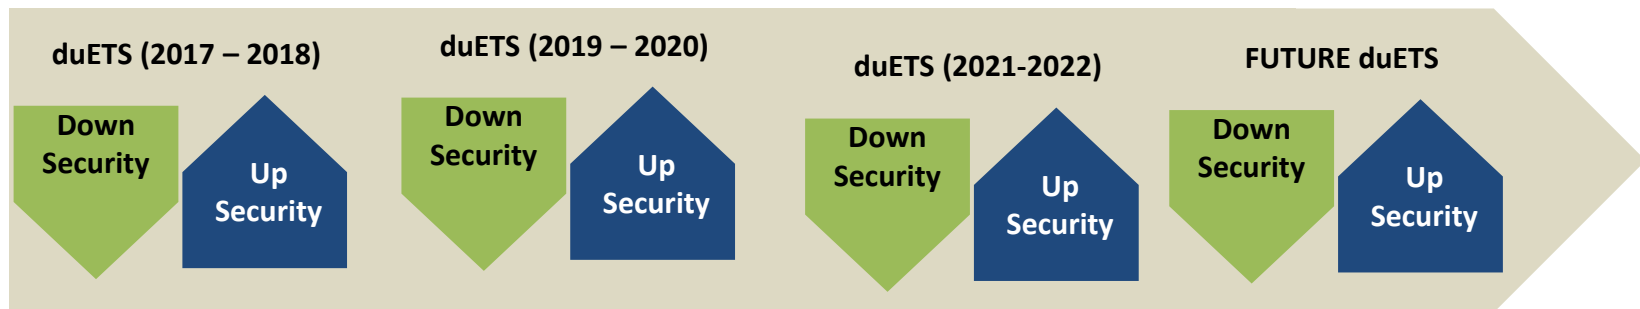 duETS (2017 – 2018)
Down
Security
Up
Security
duETS (2019 – 2020)
Down
Security
Up
Security
duETS (2021-2022)
Down
Security
Up
Security
FUTURE duETS
Down
Security
Up
Security